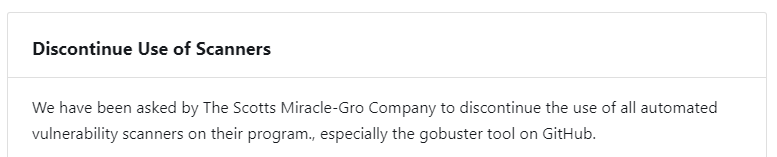 Discontinue Use of Scanners
We have been asked by The Scotts Miracle-Gro Company to discontinue the use of all automated
vulnerability scanners on their program., especially the gobuster tool on GitHub.